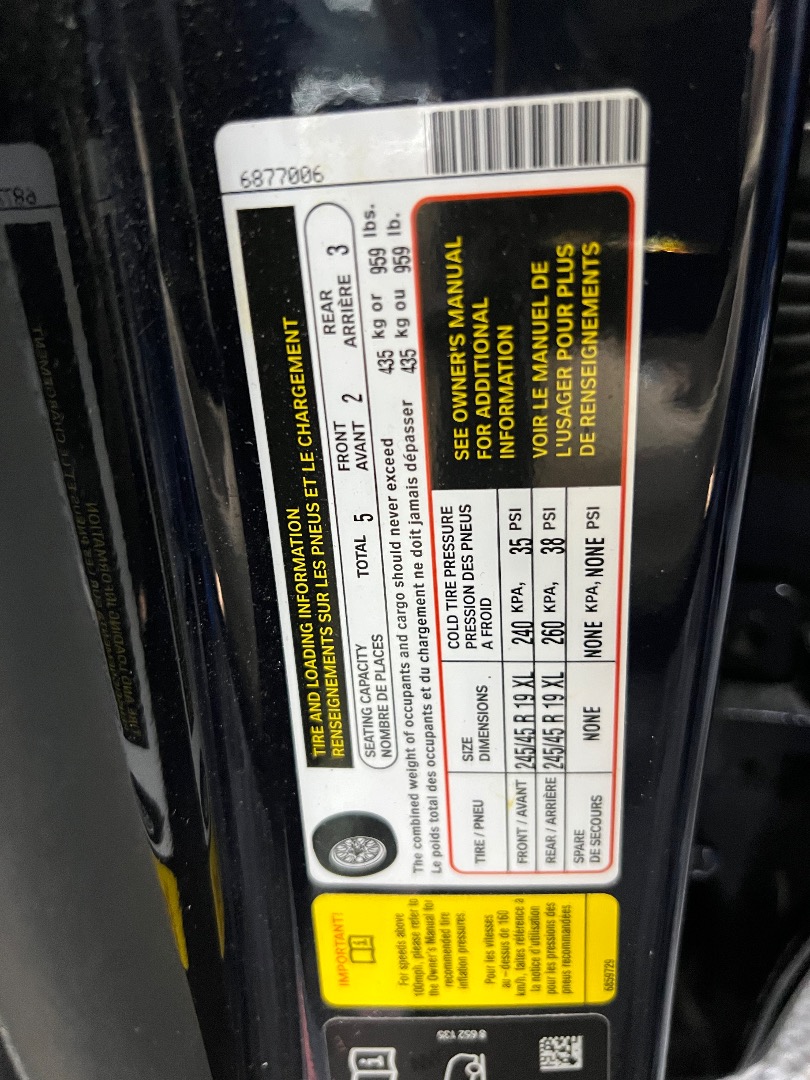 6877006
TIRE AND LOADING INFORMATION
RENSEIGNEMENTS SUR LES PNEUS ET LE CHARGEMENT
SEATING CAPACITY
NOMBRE DE PLACES
TOTAL 5
FRONT
AVANT 2
REAR
ARRIÈRE 3
The combined weight of occupants and cargo should never exceed 435 kg or 959 lbs.
Le poids total des occupants et du chargement ne doit jamais dépasser 435 kg ou 959 lb.
TIRE / PNEU
SIZE
DIMENSIONS
COLD TIRE PRESSURE
PRESSION DES PNEUS
A FROID
FRONT / AVANT 245/45 R 19 XL 240 KPA, 35 PSI
REAR / ARRIÈRE 245/45 R 19 XL 260 KPA, 38 PSI
SPARE
DE SECOURS
NONE NONE KPA, NONE PSI
SEE OWNER'S MANUAL
FOR ADDITIONAL
INFORMATION
VOIR LE MANUEL DE
L'USAGER POUR PLUS
DE RENSEIGNEMENTS
IMPORTANT!
For speeds above
100mph, please refer to
the Owner's Manual for
recommended tire
inflation pressures
Pour les vitesses
au-dessus de 160
km/h, faites référence à
la notice d'utilisation
pour les pressions des
pneus recommandées
6859729
8 652 135